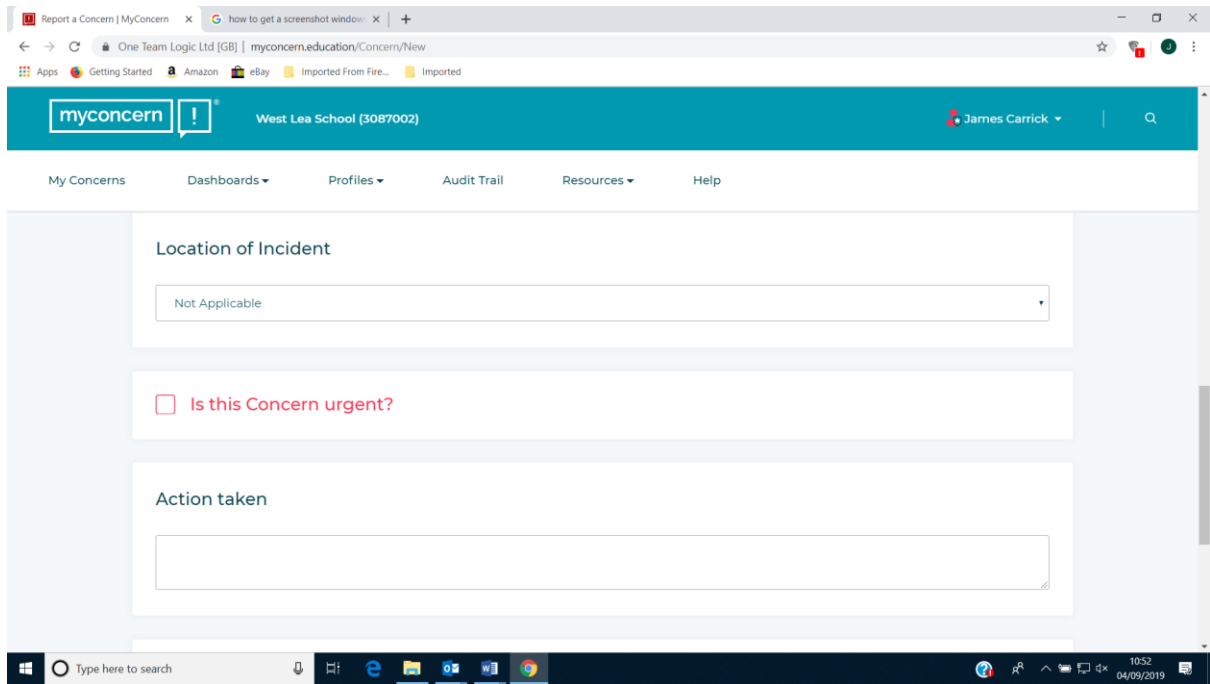 Report a Concern | MyConcern
how to get a screenshot window
One Team Logic Ltd [GB] | myconcern.education/Concern/New
Apps Getting Started Amazon eBay Imported From Fire... Imported
myconcern ! ® West Lea School (3087002) James Carrick
My Concerns Dashboards Profiles Audit Trail Resources Help
Location of Incident
Not Applicable
Is this Concern urgent?
Action taken
Type here to search
10:52
04/09/2019